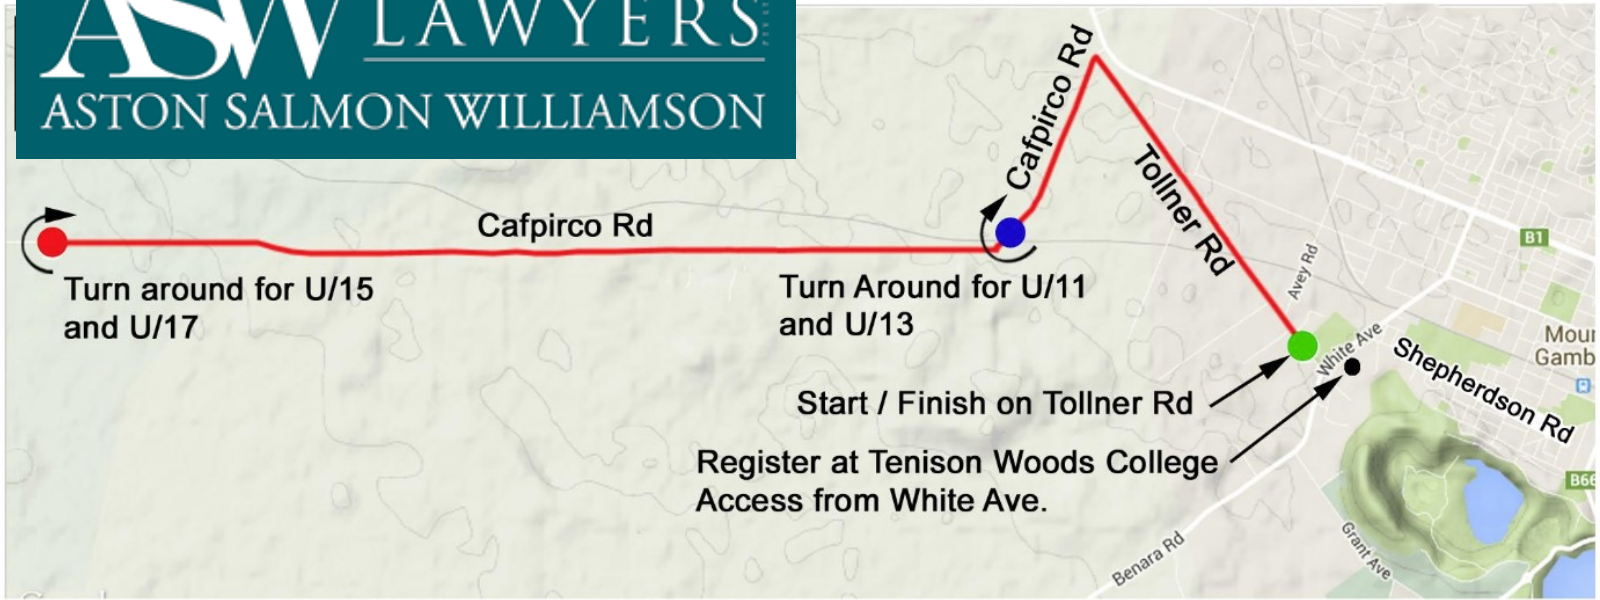 ASW LAWYERS
ASTON SALMON WILLIAMSON
Cafpirco Rd
Tollner Rd
Cafpirco Rd
B1
Avey Rd
Turn around for U/15
and U/17
Turn Around for U/11
and U/13
White Ave
Shepherdson Rd
Start / Finish on Tollner Rd
Register at Tenison Woods College
Access from White Ave.
B66
Grant Ave
Benara Rd